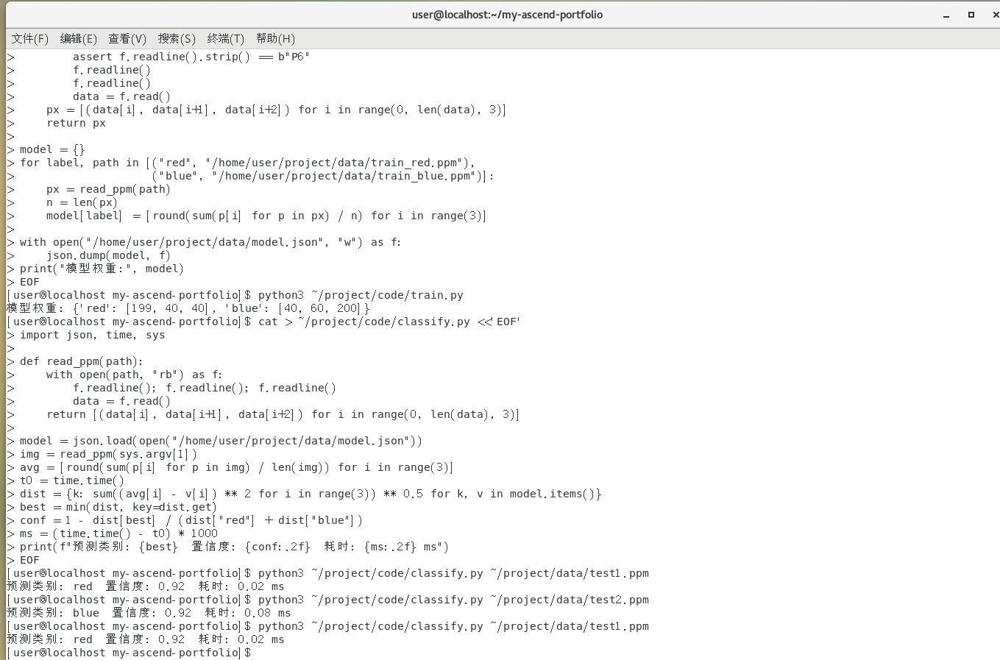 user@localhost:~/my-ascend-portfolio
文件(F) 编辑(E) 查看(V) 搜索(S) 终端(T) 帮助(H)
>         assert f.readline().strip() == b"P6"
>         f.readline()
>         f.readline()
>         data = f.read()
>     px = [(data[i], data[i+1], data[i+2]) for i in range(0, len(data), 3)]
>     return px
>
> model = {}
> for label, path in [("red", "/home/user/project/data/train_red.ppm"),
>                     ("blue", "/home/user/project/data/train_blue.ppm")]:
>     px = read_ppm(path)
>     n = len(px)
>     model[label] = [round(sum(p[i] for p in px) / n) for i in range(3)]
>
> with open("/home/user/project/data/model.json", "w") as f:
>     json.dump(model, f)
> print("模型权重:", model)
> EOF
[user@localhost my-ascend-portfolio]$ python3 ~/project/code/train.py
模型权重: {'red': [199, 40, 40], 'blue': [40, 60, 200]}
[user@localhost my-ascend-portfolio]$ cat > ~/project/code/classify.py <<'EOF'
> import json, time, sys
>
> def read_ppm(path):
>     with open(path, "rb") as f:
>         f.readline(); f.readline(); f.readline()
>         data = f.read()
>     return [(data[i], data[i+1], data[i+2]) for i in range(0, len(data), 3)]
>
> model = json.load(open("/home/user/project/data/model.json"))
> img = read_ppm(sys.argv[1])
> avg = [round(sum(p[i] for p in img) / len(img)) for i in range(3)]
> t0 = time.time()
> dist = {k: sum((avg[i] - v[i]) ** 2 for i in range(3)) ** 0.5 for k, v in model.items()}
> best = min(dist, key=dist.get)
> conf = 1 - dist[best] / (dist["red"] + dist["blue"])
> ms = (time.time() - t0) * 1000
> print(f"预测类别: {best}  置信度: {conf:.2f}  耗时: {ms:.2f} ms")
> EOF
[user@localhost my-ascend-portfolio]$ python3 ~/project/code/classify.py ~/project/data/test1.ppm
预测类别: red  置信度: 0.92  耗时: 0.02 ms
[user@localhost my-ascend-portfolio]$ python3 ~/project/code/classify.py ~/project/data/test2.ppm
预测类别: blue  置信度: 0.92  耗时: 0.08 ms
[user@localhost my-ascend-portfolio]$ python3 ~/project/code/classify.py ~/project/data/test1.ppm
预测类别: red  置信度: 0.92  耗时: 0.02 ms
[user@localhost my-ascend-portfolio]$